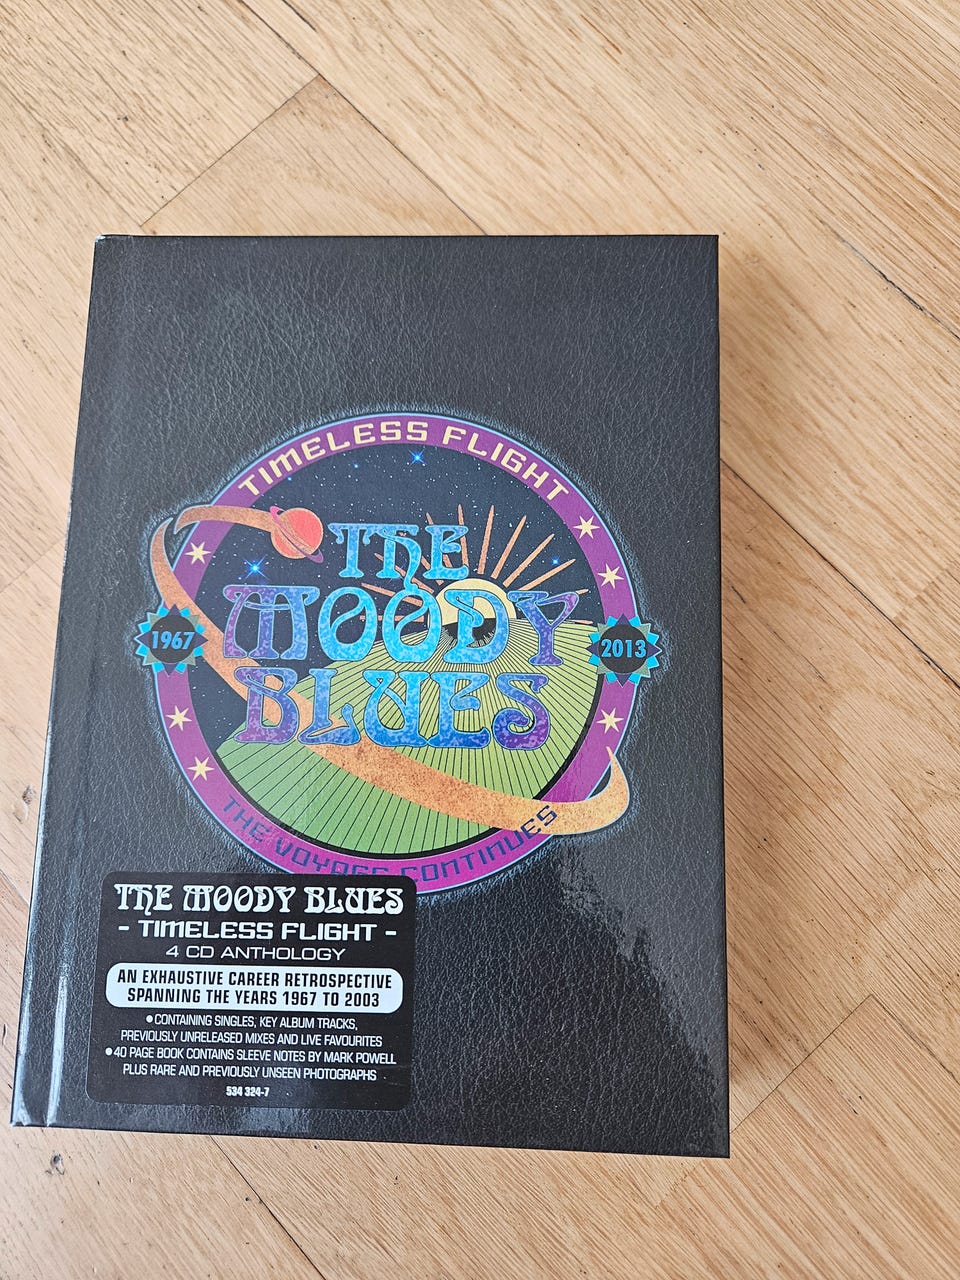 TIMELESS FLIGHT
THE
MOODY
BLUES
1967
2013
THE VOYAGE CONTINUES
THE MOODY BLUES
- TIMELESS FLIGHT -
4 CD ANTHOLOGY
AN EXHAUSTIVE CAREER RETROSPECTIVE
SPANNING THE YEARS 1967 TO 2003
•CONTAINING SINGLES, KEY ALBUM TRACKS,
PREVIOUSLY UNRELEASED MIXES AND LIVE FAVOURITES
•40 PAGE BOOK CONTAINS SLEEVE NOTES BY MARK POWELL
PLUS RARE AND PREVIOUSLY UNSEEN PHOTOGRAPHS
534 324-7